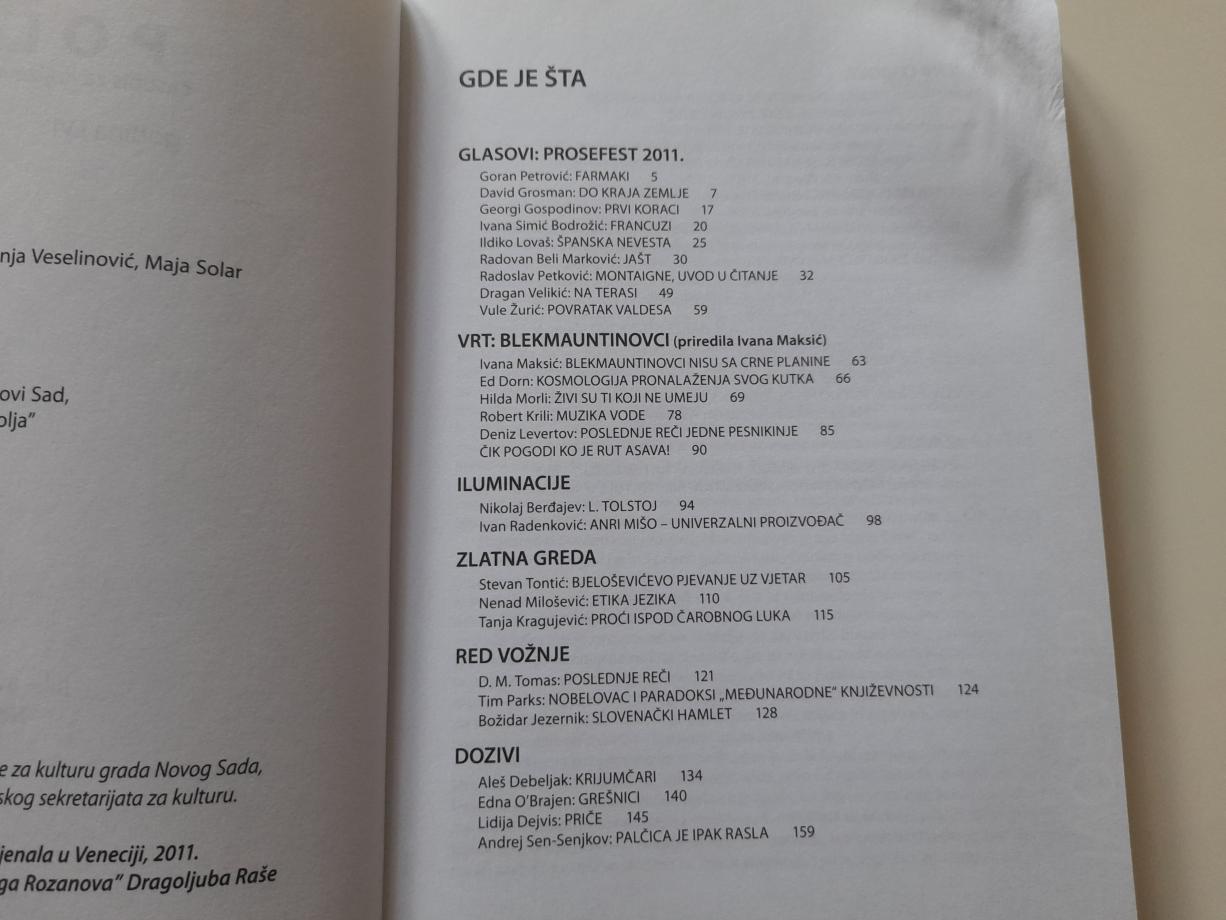 nja Veselinović, Maja Solar
ovi Sad,
olja”
e za kulturu grada Novog Sada,
skog sekretarijata za kulturu.
jenala u Veneciji, 2011.
ga Rozanova” Dragoljuba Raše
GDE JE ŠTA
GLASOVI: PROSEFEST 2011.
Goran Petrović: FARMAKI 5
David Grosman: DO KRAJA ZEMLJE 7
Georgi Gospodinov: PRVI KORACI 17
Ivana Simić Bodrožić: FRANCUZI 20
Ildiko Lovaš: ŠPANSKA NEVESTA 25
Radovan Beli Marković: JAŠT 30
Radoslav Petković: MONTAIGNE, UVOD U ČITANJE 32
Dragan Velikić: NA TERASI 49
Vule Žurić: POVRATAK VALDESA 59
VRT: BLEKMAUNTINOVCI (priredila Ivana Maksić)
Ivana Maksić: BLEKMAUNTINOVCI NISU SA CRNE PLANINE 63
Ed Dorn: KOSMOLOGIJA PRONALAŽENJA SVOG KUTKA 66
Hilda Morli: ŽIVI SU TI KOJI NE UMEJU 69
Robert Krili: MUZIKA VODE 78
Deniz Levertov: POSLEDNJE REČI JEDNE PESNIKINJE 85
ČIK POGODI KO JE RUT ASAVA! 90
ILUMINACIJE
Nikolaj Berđajev: L. TOLSTOJ 94
Ivan Radenković: ANRI MIŠO – UNIVERZALNI PROIZVOĐAČ 98
ZLATNA GREDA
Stevan Tontić: BJELOŠEVIĆEVO PJEVANJE UZ VJETAR 105
Nenad Milošević: ETIKA JEZIKA 110
Tanja Kragujević: PROĆI ISPOD ČAROBNOG LUKA 115
RED VOŽNJE
D. M. Tomas: POSLEDNJE REČI 121
Tim Parks: NOBELOVAC I PARADOKSI „MEĐUNARODNE“ KNJIŽEVNOSTI 124
Božidar Jezernik: SLOVENAČKI HAMLET 128
DOZIVI
Aleš Debeljak: KRIJUMČARI 134
Edna O’Brajen: GREŠNICI 140
Lidija Dejvis: PRIČE 145
Andrej Sen-Senjkov: PALČICA JE IPAK RASLA 159